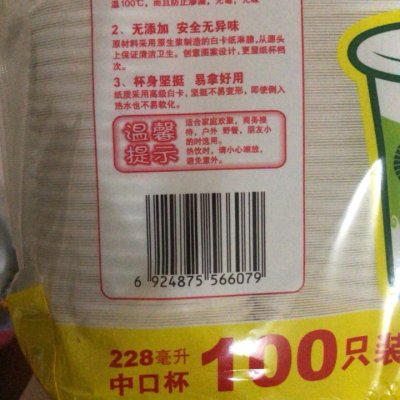 温100℃，而且防止渗漏，无毒，无味
2、无添加 安全无异味
原材料采用原生浆制造的白卡纸淋膜，从源头
上保证清洁卫生。创意图案设计，更显纸杯档
次。
3、杯身坚挺 易拿好用
纸质采用高级白卡，坚挺不易变形，即使倒入
热水也不易软化。
温馨
提示
适合家庭欢聚，商务接
待，户外 野餐，朋友小
的时选用。
热饮时，请小心端放，
避免意外。
6 924875 566079
228毫升
中口杯
100只装